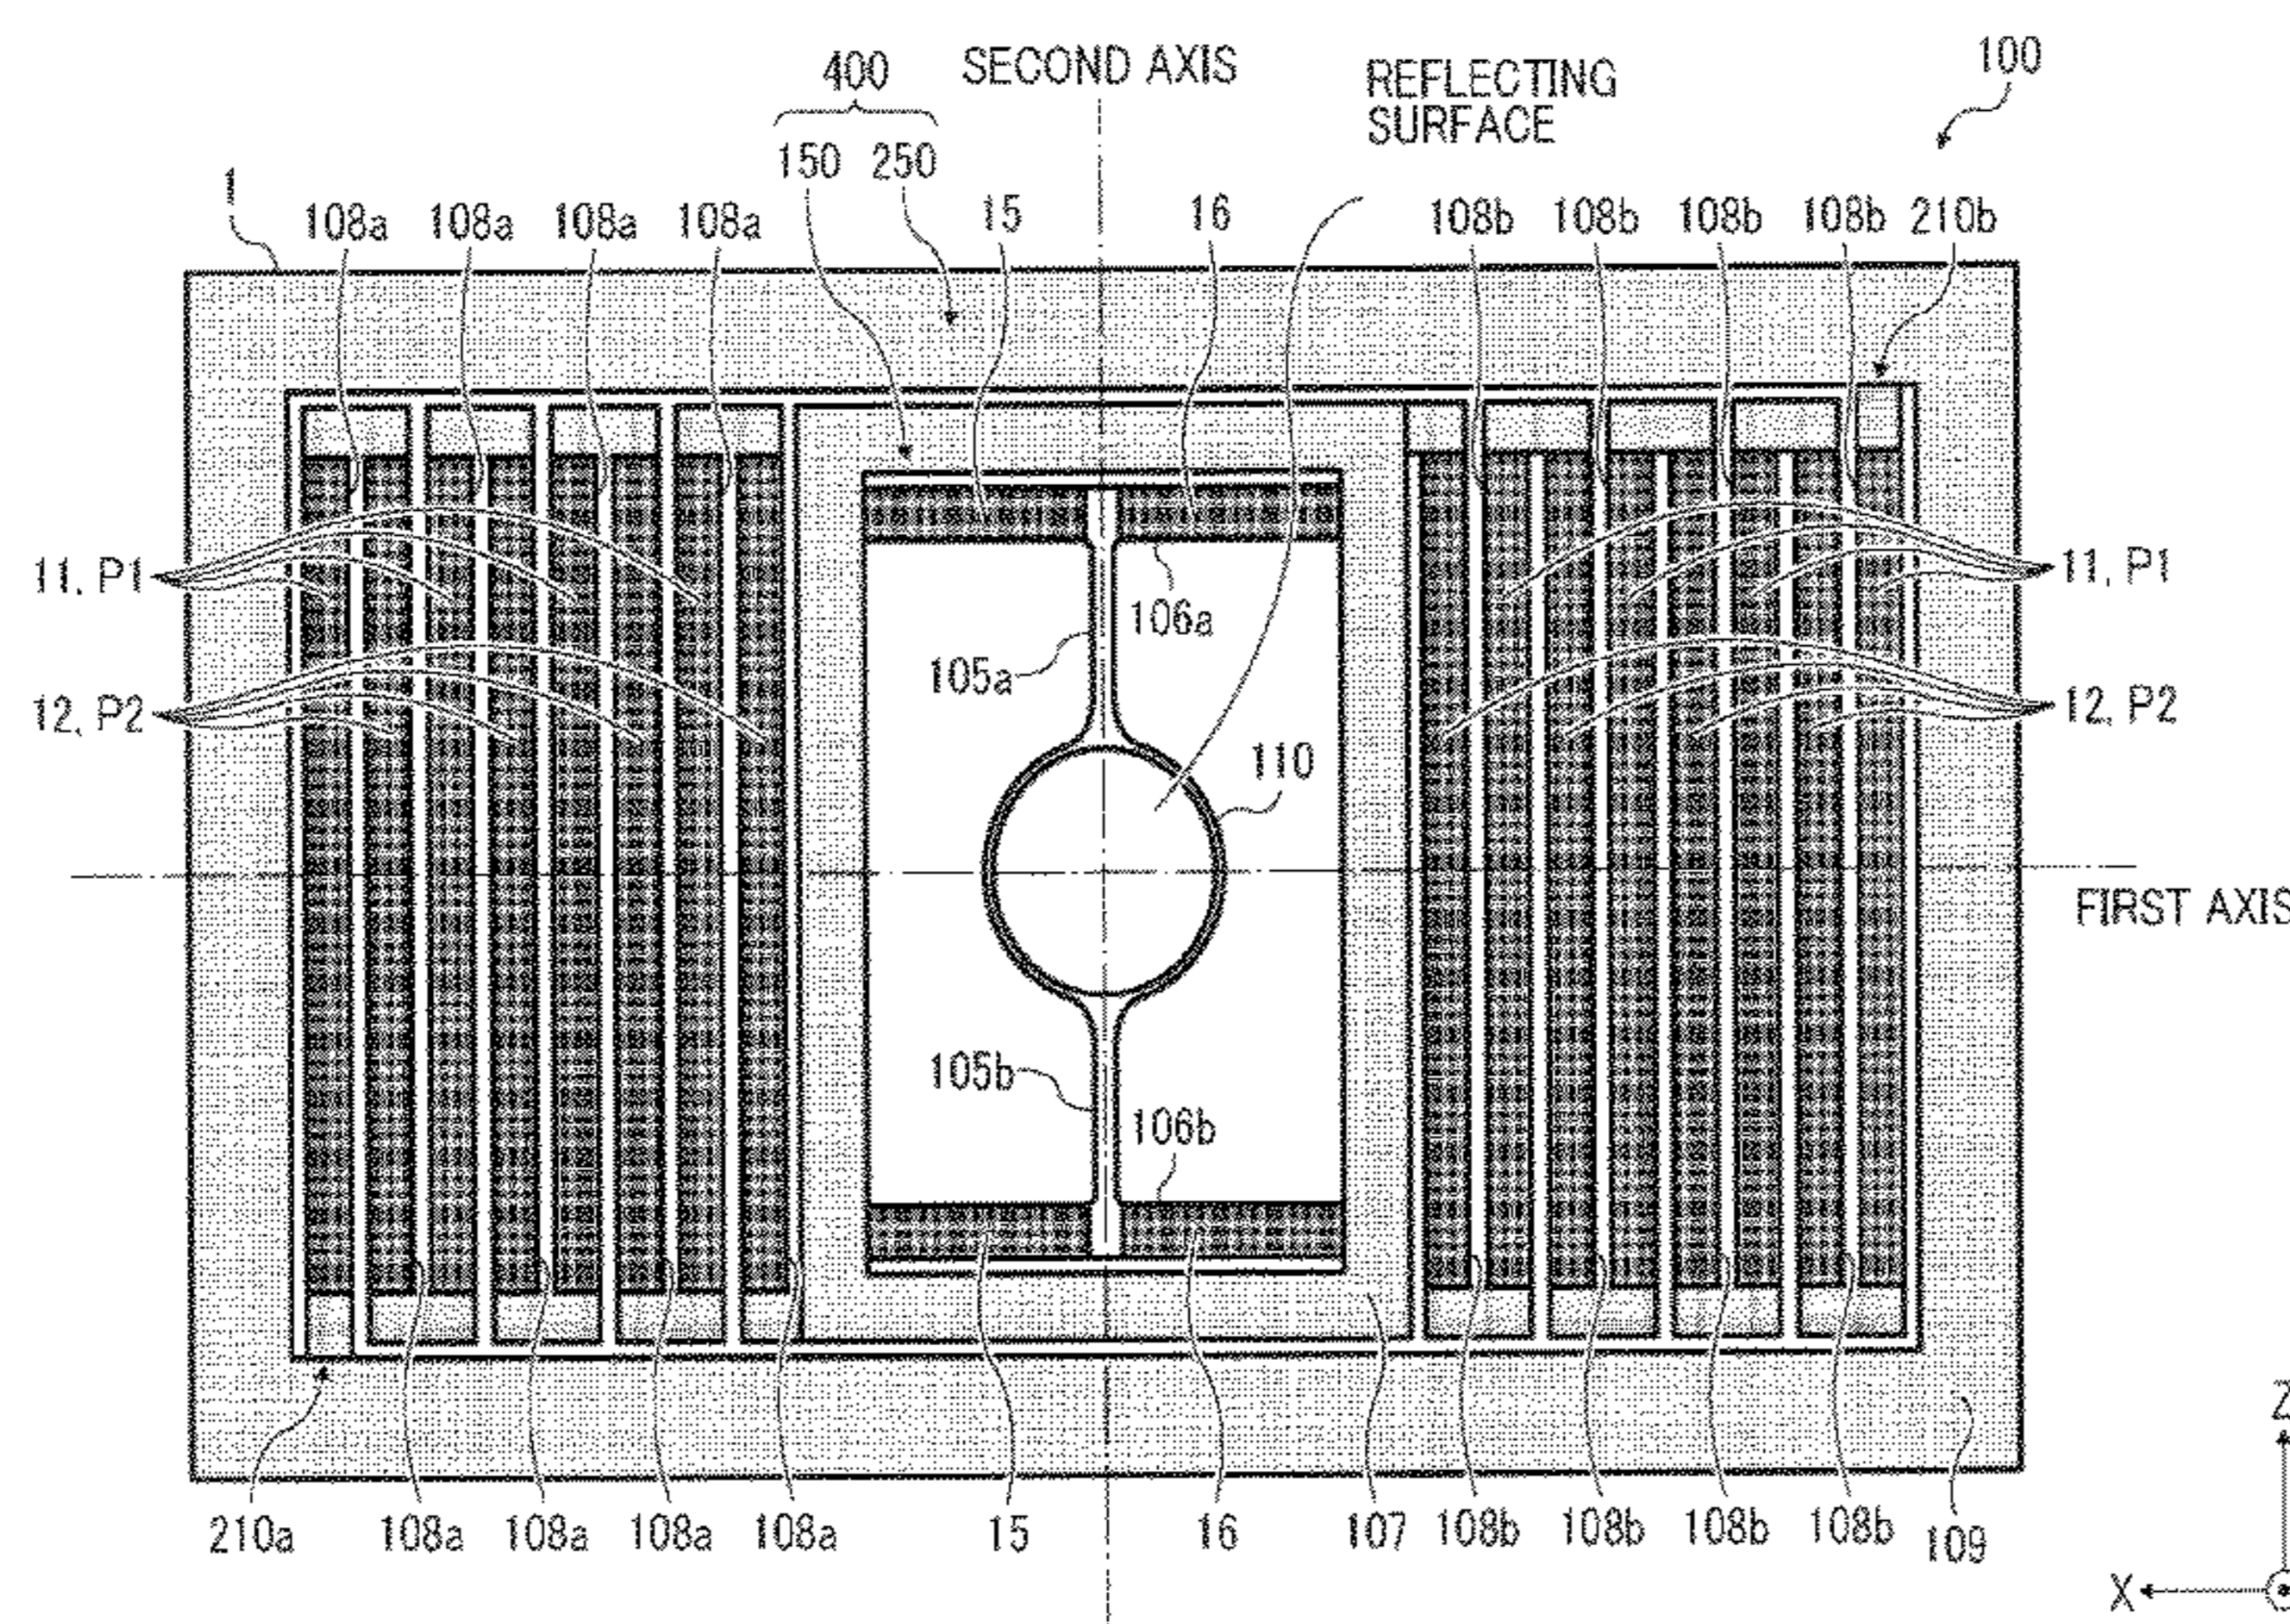 400
SECOND AXIS
REFLECTING
SURFACE
100
150
250
1
108a
108a
108a
108a
15
16
108b
108b
108b
108b
210b
11, P1
106a
11, P1
105a
12, P2
12, P2
110
FIRST AXIS
105b
106b
Z
210a
108a
108a
108a
108a
15
16
107
108b
108b
108b
108b
109
X